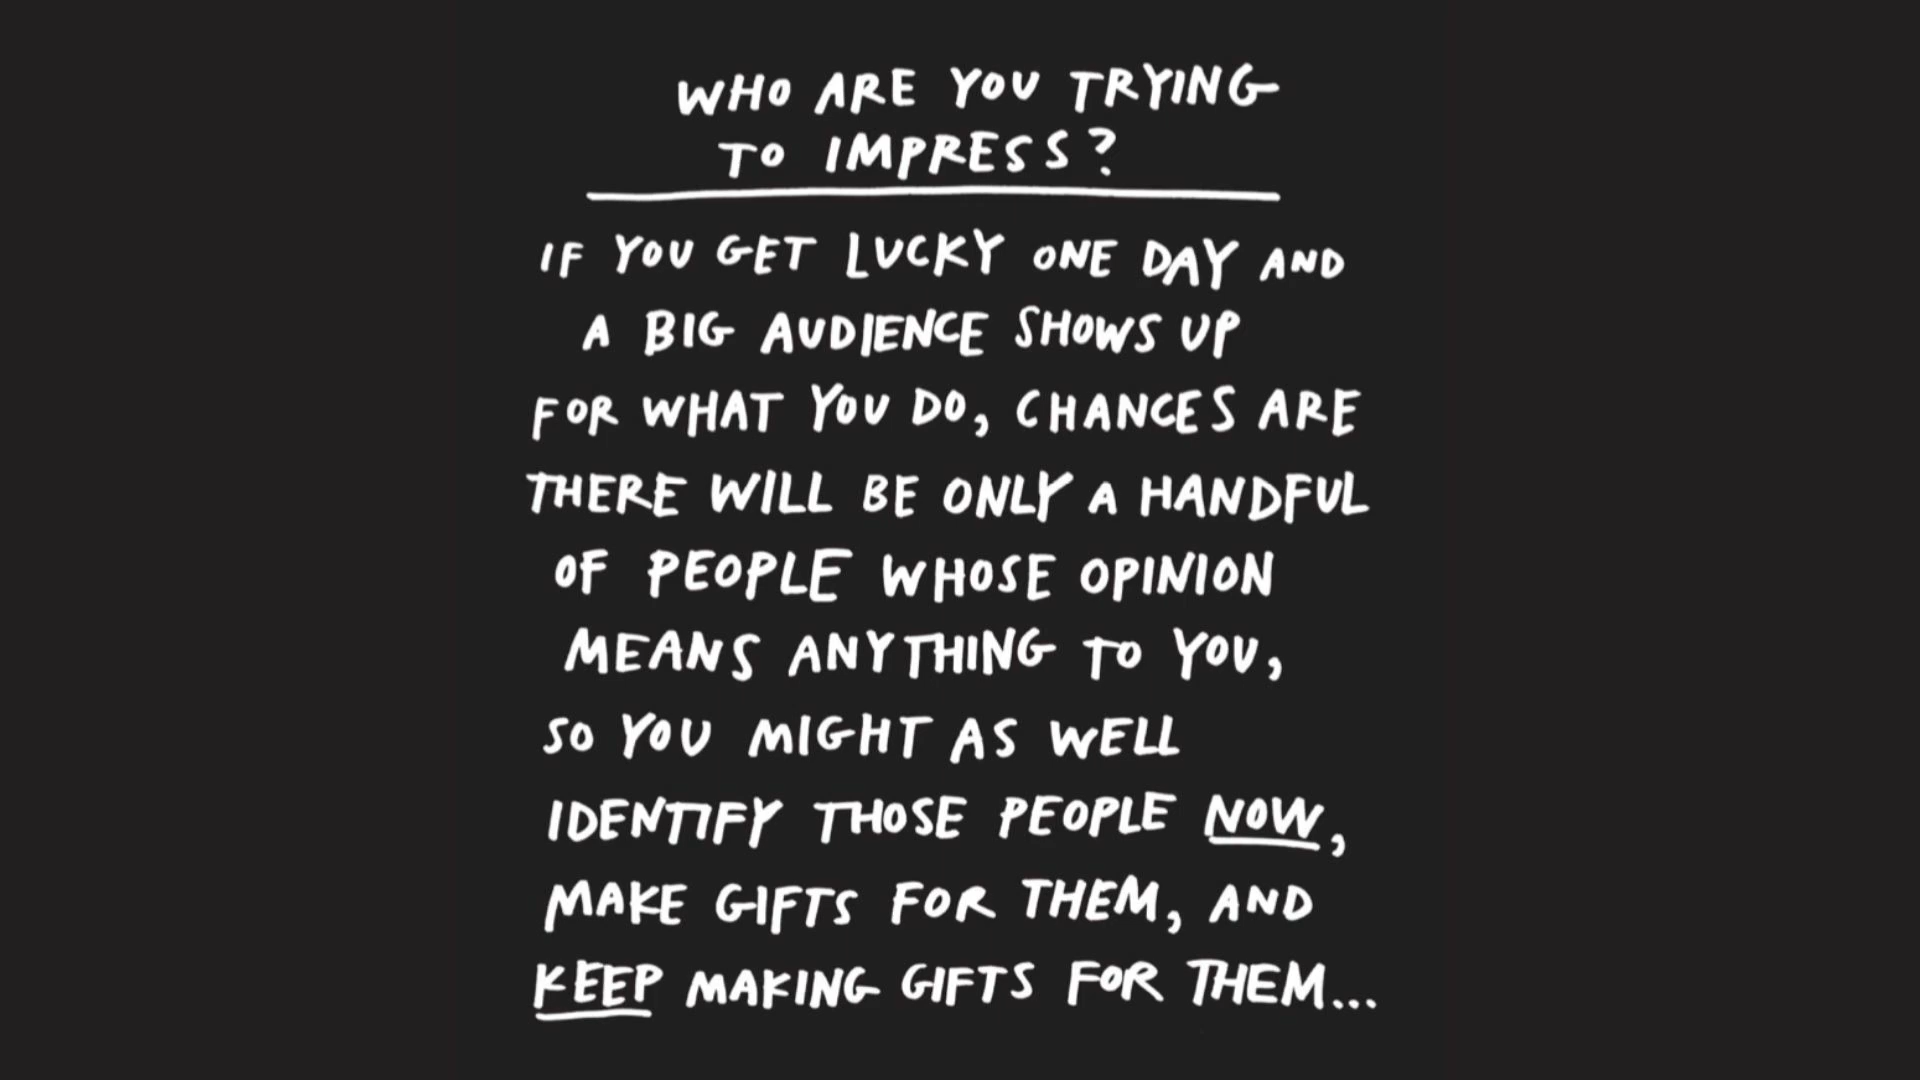 WHO ARE YOU TRYING
TO IMPRESS?
IF YOU GET LUCKY ONE DAY AND
A BIG AUDIENCE SHOWS UP
FOR WHAT YOU DO, CHANCES ARE
THERE WILL BE ONLY A HANDFUL
OF PEOPLE WHOSE OPINION
MEANS ANYTHING TO YOU,
SO YOU MIGHT AS WELL
IDENTIFY THOSE PEOPLE NOW,
MAKE GIFTS FOR THEM, AND
KEEP MAKING GIFTS FOR THEM...